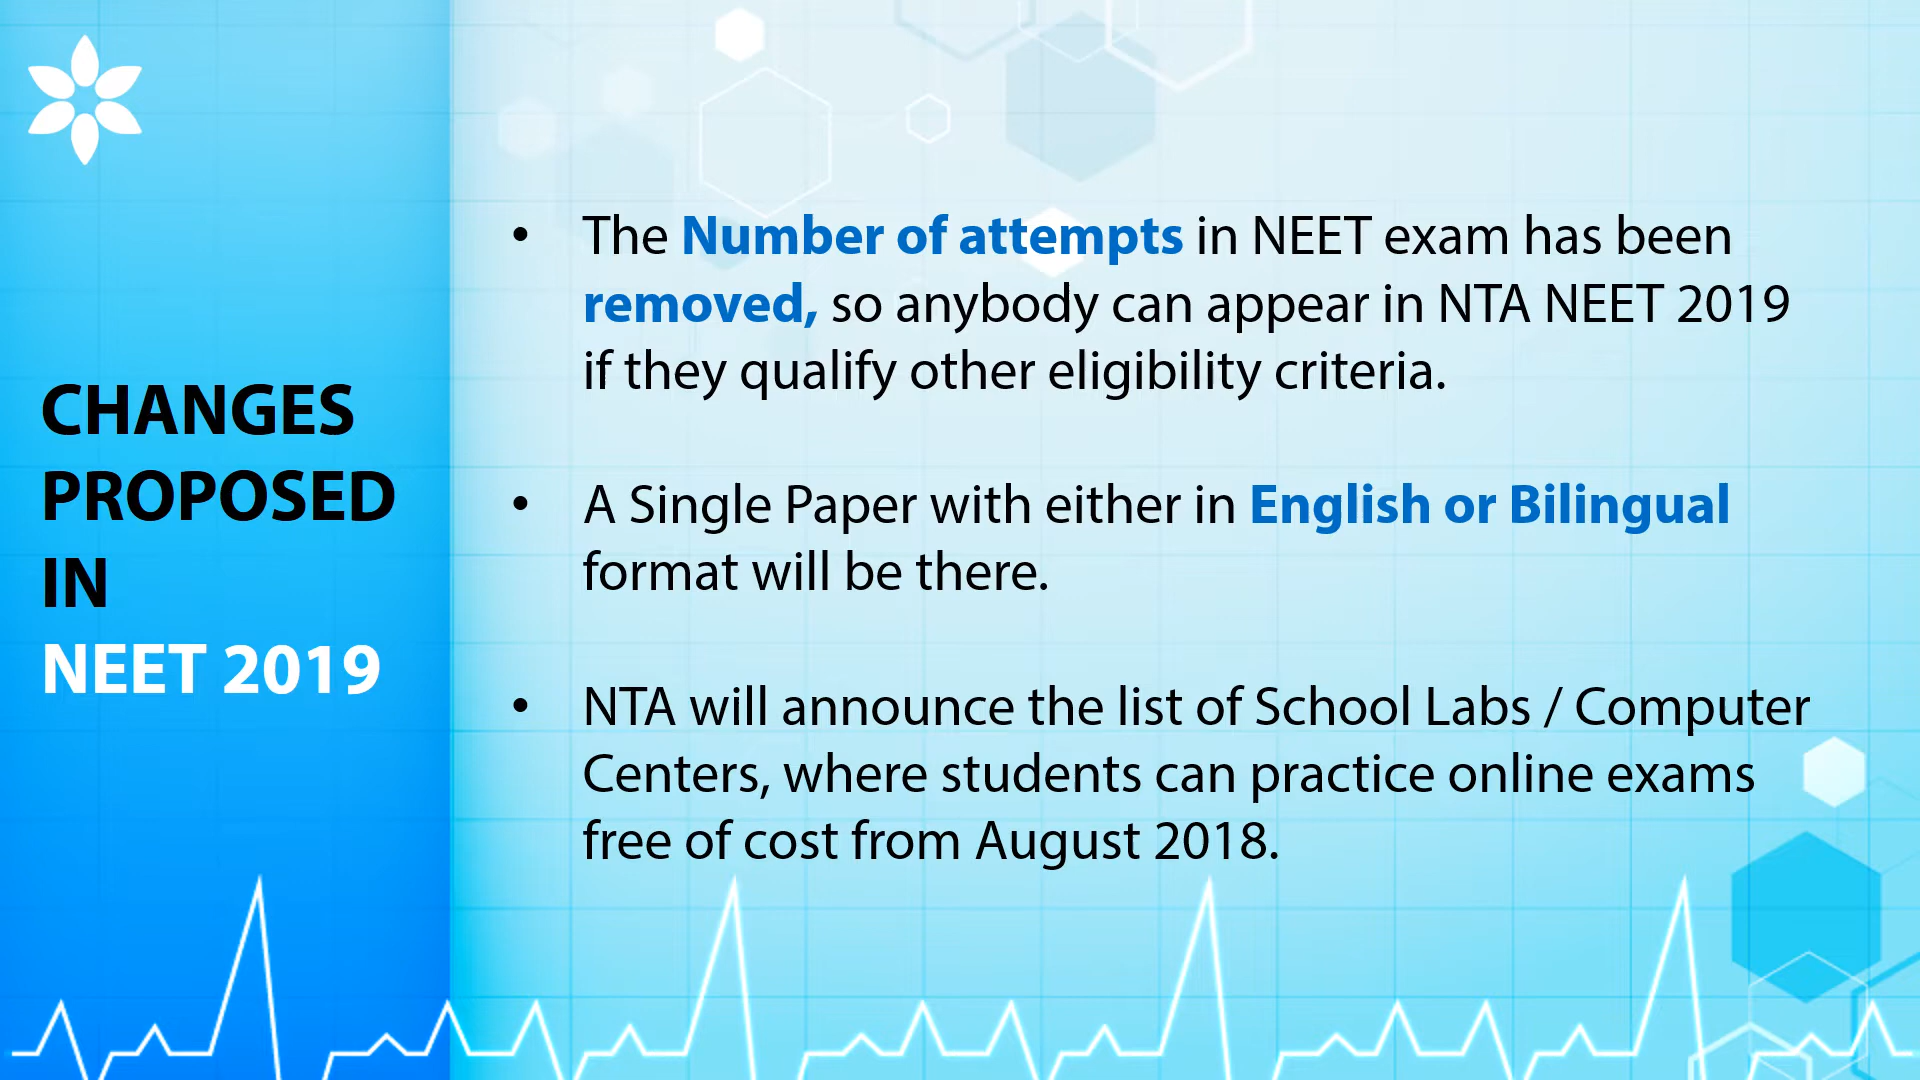 CHANGES
PROPOSED
IN
NEET 2019
• The Number of attempts in NEET exam has been
removed, so anybody can appear in NTA NEET 2019
if they qualify other eligibility criteria.
• A Single Paper with either in English or Bilingual
format will be there.
• NTA will announce the list of School Labs / Computer
Centers, where students can practice online exams
free of cost from August 2018.